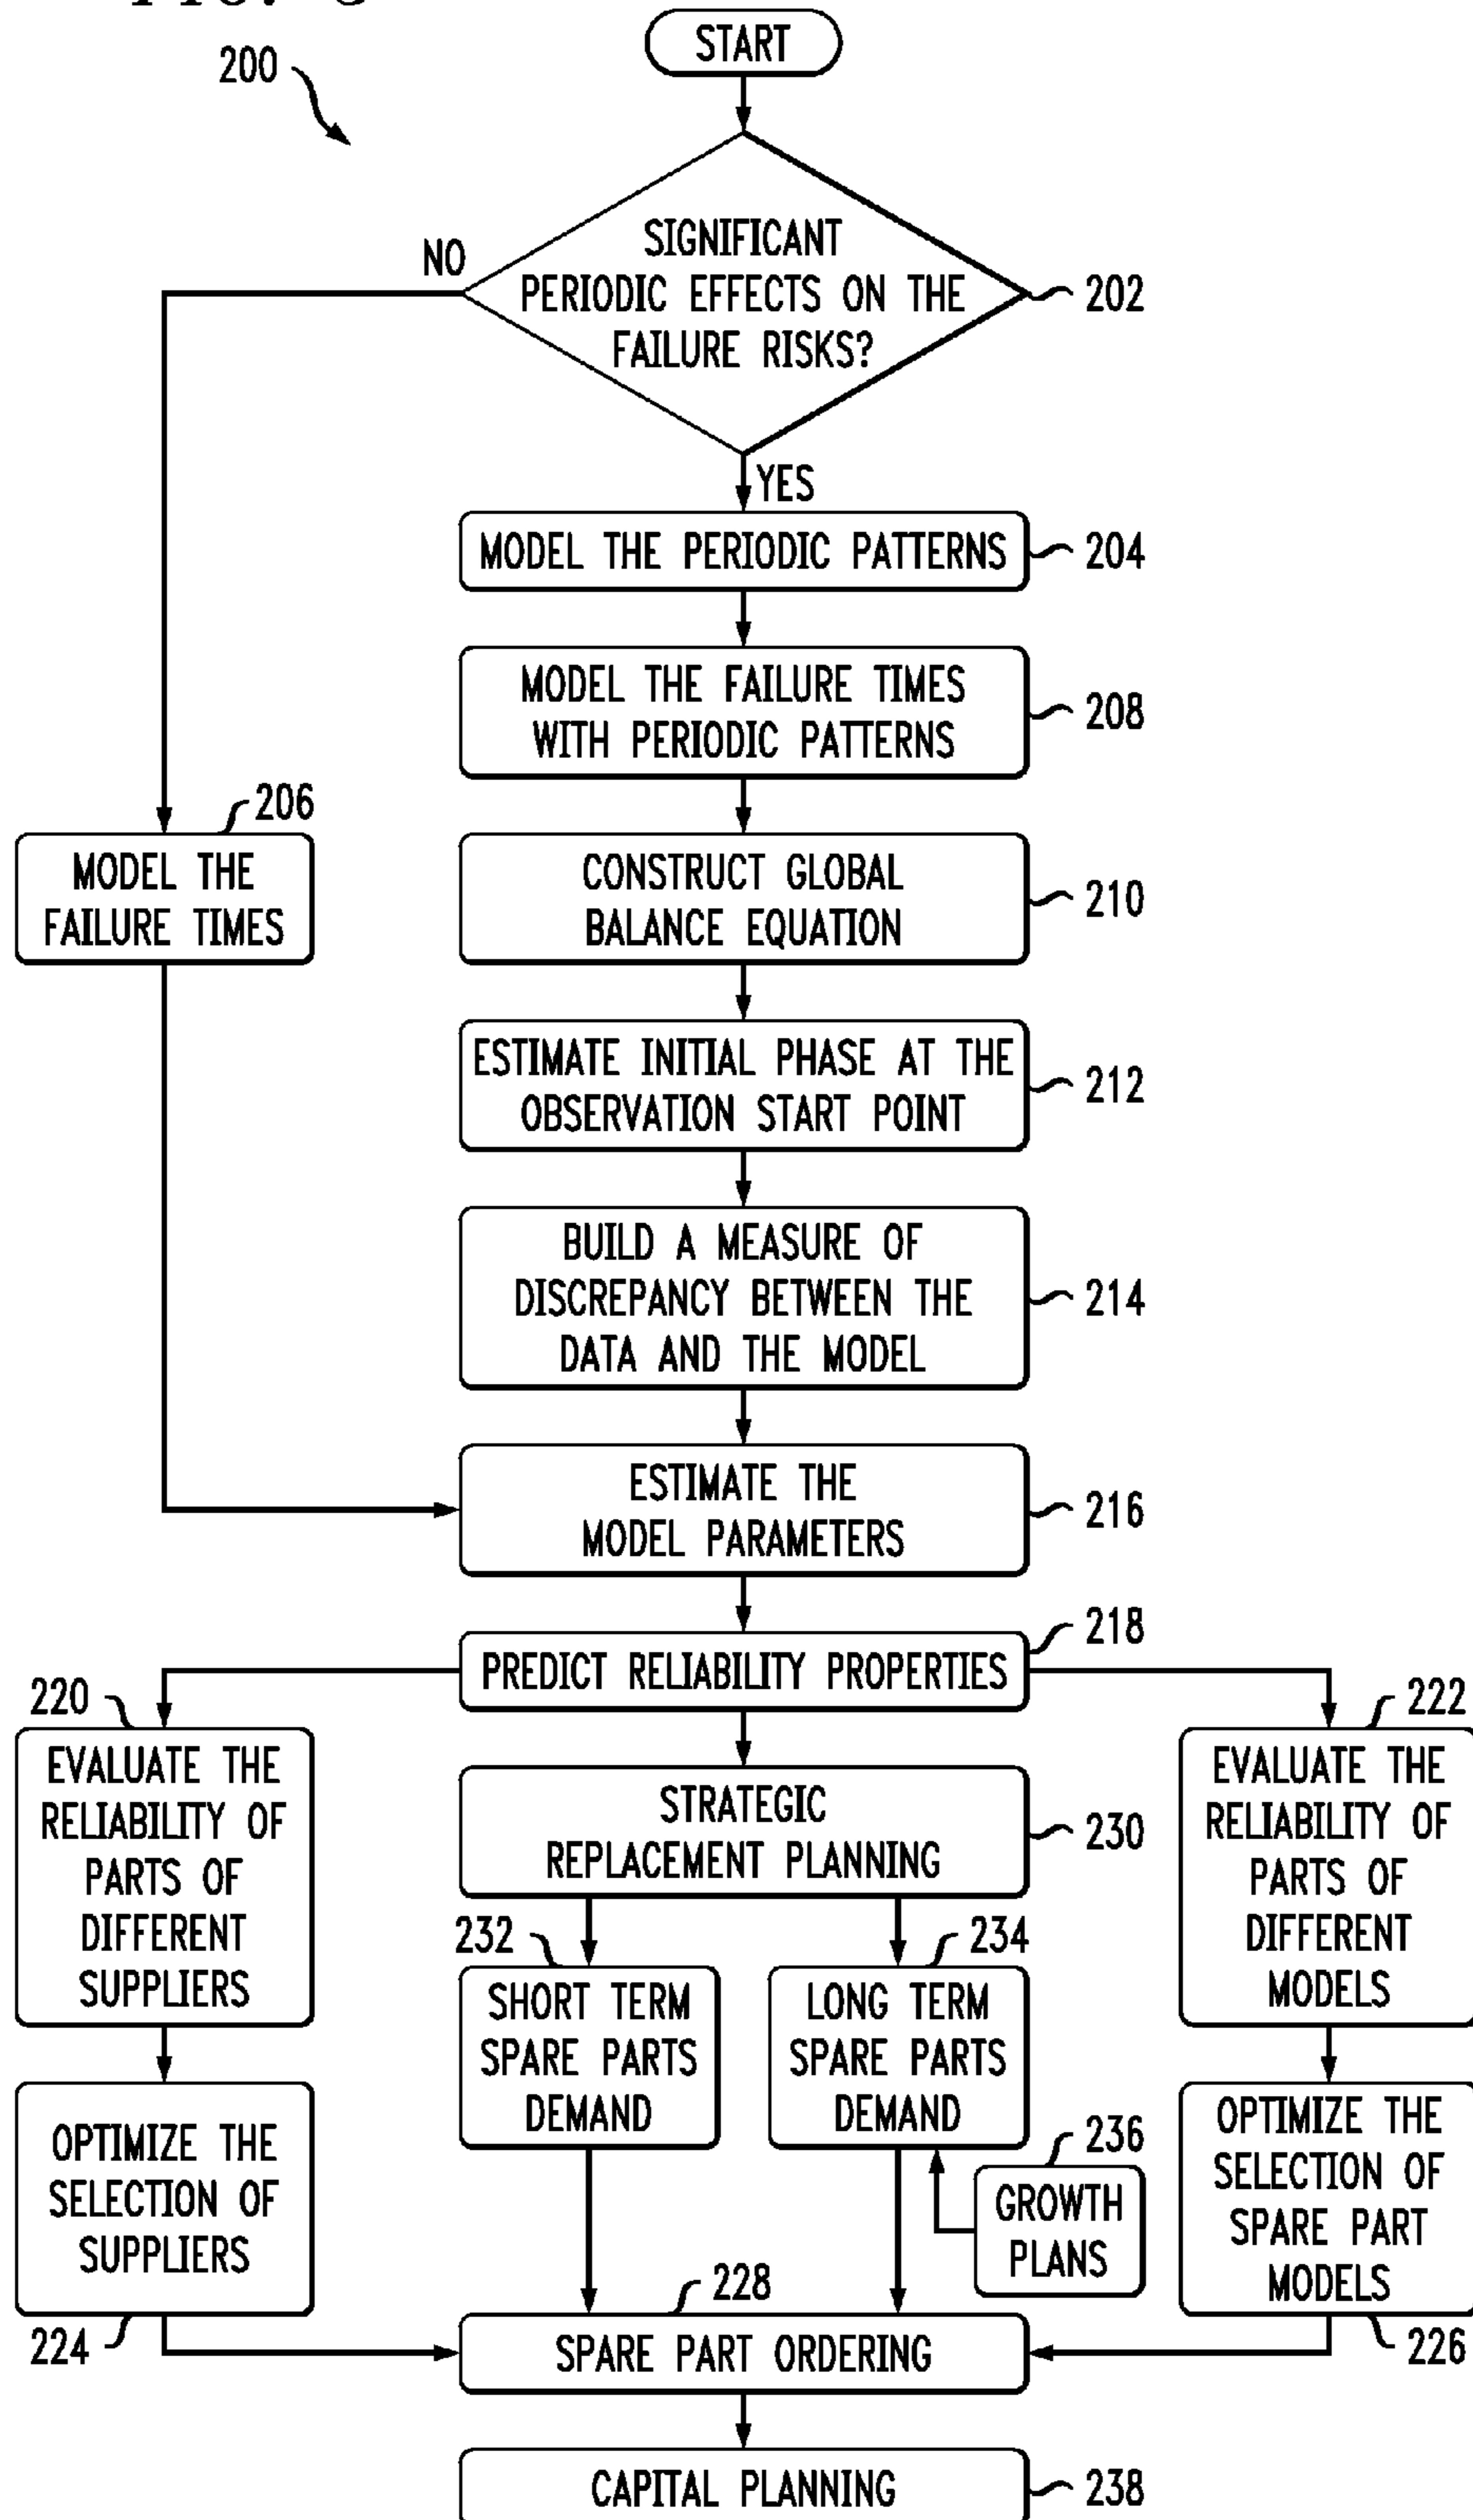 200
START
NO
SIGNIFICANT
PERIODIC EFFECTS ON THE
FAILURE RISKS?
202
YES
MODEL THE PERIODIC PATTERNS
204
MODEL THE FAILURE TIMES
WITH PERIODIC PATTERNS
208
206
MODEL THE
FAILURE TIMES
CONSTRUCT GLOBAL
BALANCE EQUATION
210
ESTIMATE INITIAL PHASE AT THE
OBSERVATION START POINT
212
BUILD A MEASURE OF
DISCREPANCY BETWEEN THE
DATA AND THE MODEL
214
ESTIMATE THE
MODEL PARAMETERS
216
PREDICT RELIABILITY PROPERTIES
218
220
EVALUATE THE
RELIABILITY OF
PARTS OF
DIFFERENT
SUPPLIERS
STRATEGIC
REPLACEMENT PLANNING
230
222
EVALUATE THE
RELIABILITY OF
PARTS OF
DIFFERENT
MODELS
232
SHORT TERM
SPARE PARTS
DEMAND
234
LONG TERM
SPARE PARTS
DEMAND
236
GROWTH
PLANS
OPTIMIZE THE
SELECTION OF
SUPPLIERS
224
OPTIMIZE THE
SELECTION OF
SPARE PART
MODELS
226
228
SPARE PART ORDERING
CAPITAL PLANNING
238